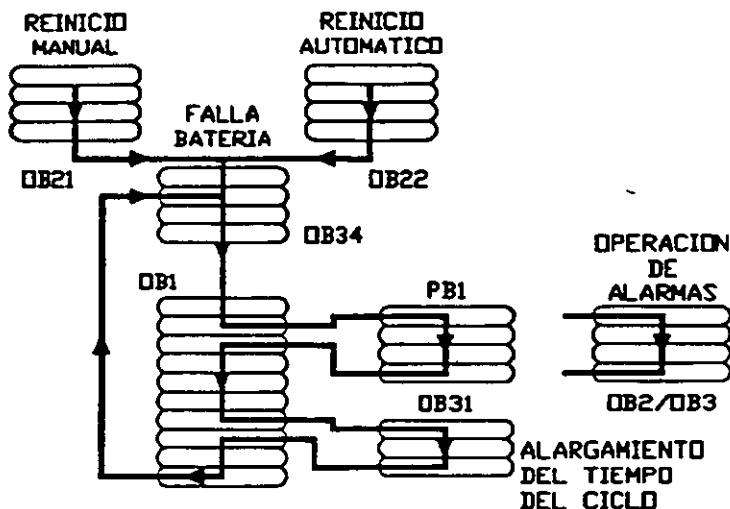 REINICIO
MANUAL
REINICIO
AUTOMATICO
FALLA
BATERIA
OB21
OB22
OB34
OB1
PB1
OPERACION
DE
ALARMAS
OB31
OB2/OB3
ALARGAMIENTO
DEL TIEMPO
DEL CICLO